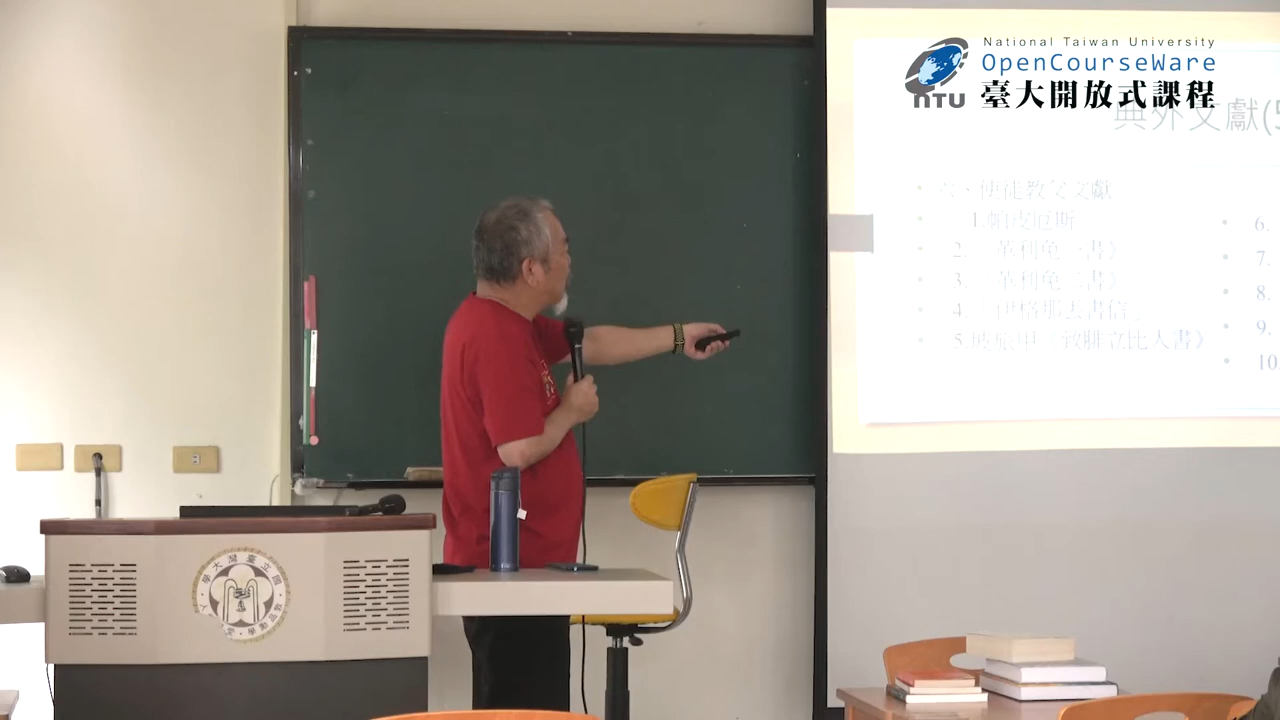 National Taiwan University
OpenCourseWare
臺大開放式課程
NTU
典外文獻(5
使徒教父文獻
1.帕皮厄斯
2. 革利免一書》
3. 革利免二書》
4. 伊格那丟書信
5.坡旅甲《致腓立比人書》
6.
7.
8.
9.
10.